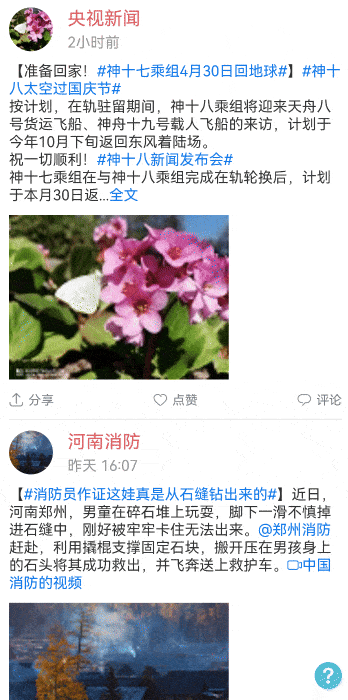 央视新闻
2小时前
【准备回家！#神十七乘组4月30日回地球#】#神十
八太空过国庆节#
按计划，在轨驻留期间，神十八乘组将迎来天舟八
号货运飞船、神舟十九号载人飞船的来访，计划于
今年10月下旬返回东风着陆场。
祝一切顺利！#神十八新闻发布会#
神十七乘组在与神十八乘组完成在轨轮换后，计划
于本月30日返...全文
分享
点赞
评论
河南消防
昨天 16:07
【#消防员作证这娃真是从石缝钻出来的#】近日，
河南郑州，男童在碎石堆上玩耍，脚下一滑不慎掉
进石缝中，刚好被牢牢卡住无法出来。@郑州消防
赶赴，利用撬棍支撑固定石块，搬开压在男孩身上
的石头将其成功救出，并飞奔送上救护车。中国
消防的视频
?